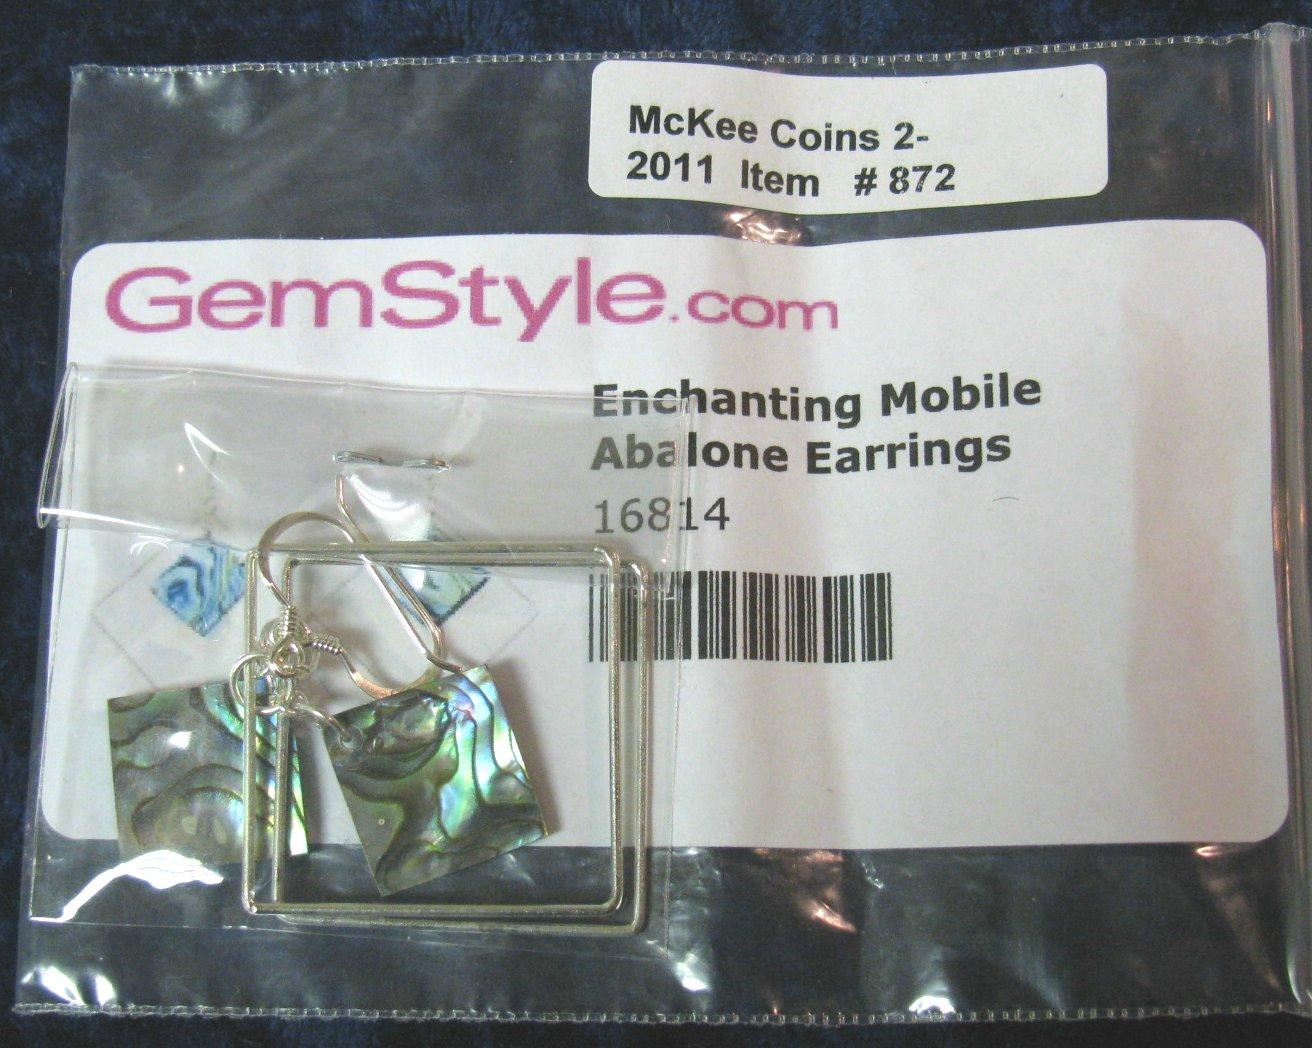 McKee Coins 2-
2011 Item # 872
GemStyle.com
Enchanting Mobile
Abalone Earrings
16814